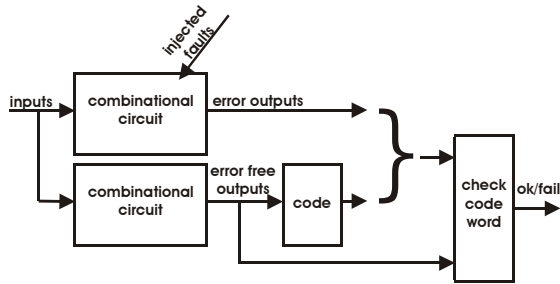 injected
faults
inputs
combinational
circuit
error outputs
combinational
circuit
error free
outputs
code
check
code
word
ok/fail